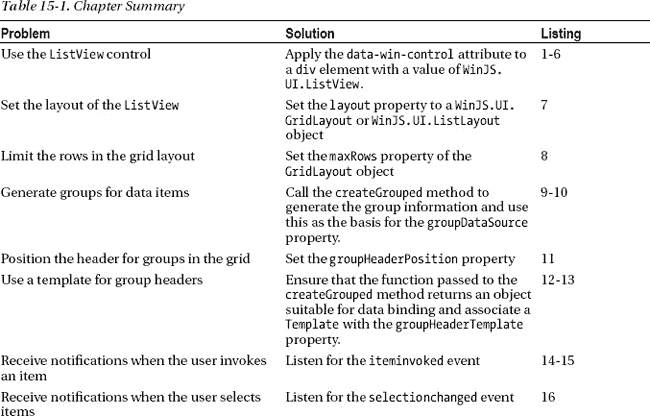 Table 15-1. Chapter Summary
Problem Solution Listing
Use the ListView control Apply the data-win-control attribute to 1-6
a div element with a value of WinJS.
UI.ListView.
Set the layout of the ListView Set the layout property to a WinJS.UI. 7
GridLayout or WinJS.UI.ListLayout
object
Limit the rows in the grid layout Set the maxRows property of the 8
GridLayout object
Generate groups for data items Call the createGrouped method to 9-10
generate the group information and use
this as the basis for the groupDataSource
property.
Position the header for groups in the grid Set the groupHeaderPosition property 11
Use a template for group headers Ensure that the function passed to the 12-13
createGrouped method returns an object
suitable for data binding and associate a
Template with the groupHeaderTemplate
property.
Receive notifications when the user invokes Listen for the iteminvoked event 14-15
an item
Receive notifications when the user selects Listen for the selectionchanged event 16
items